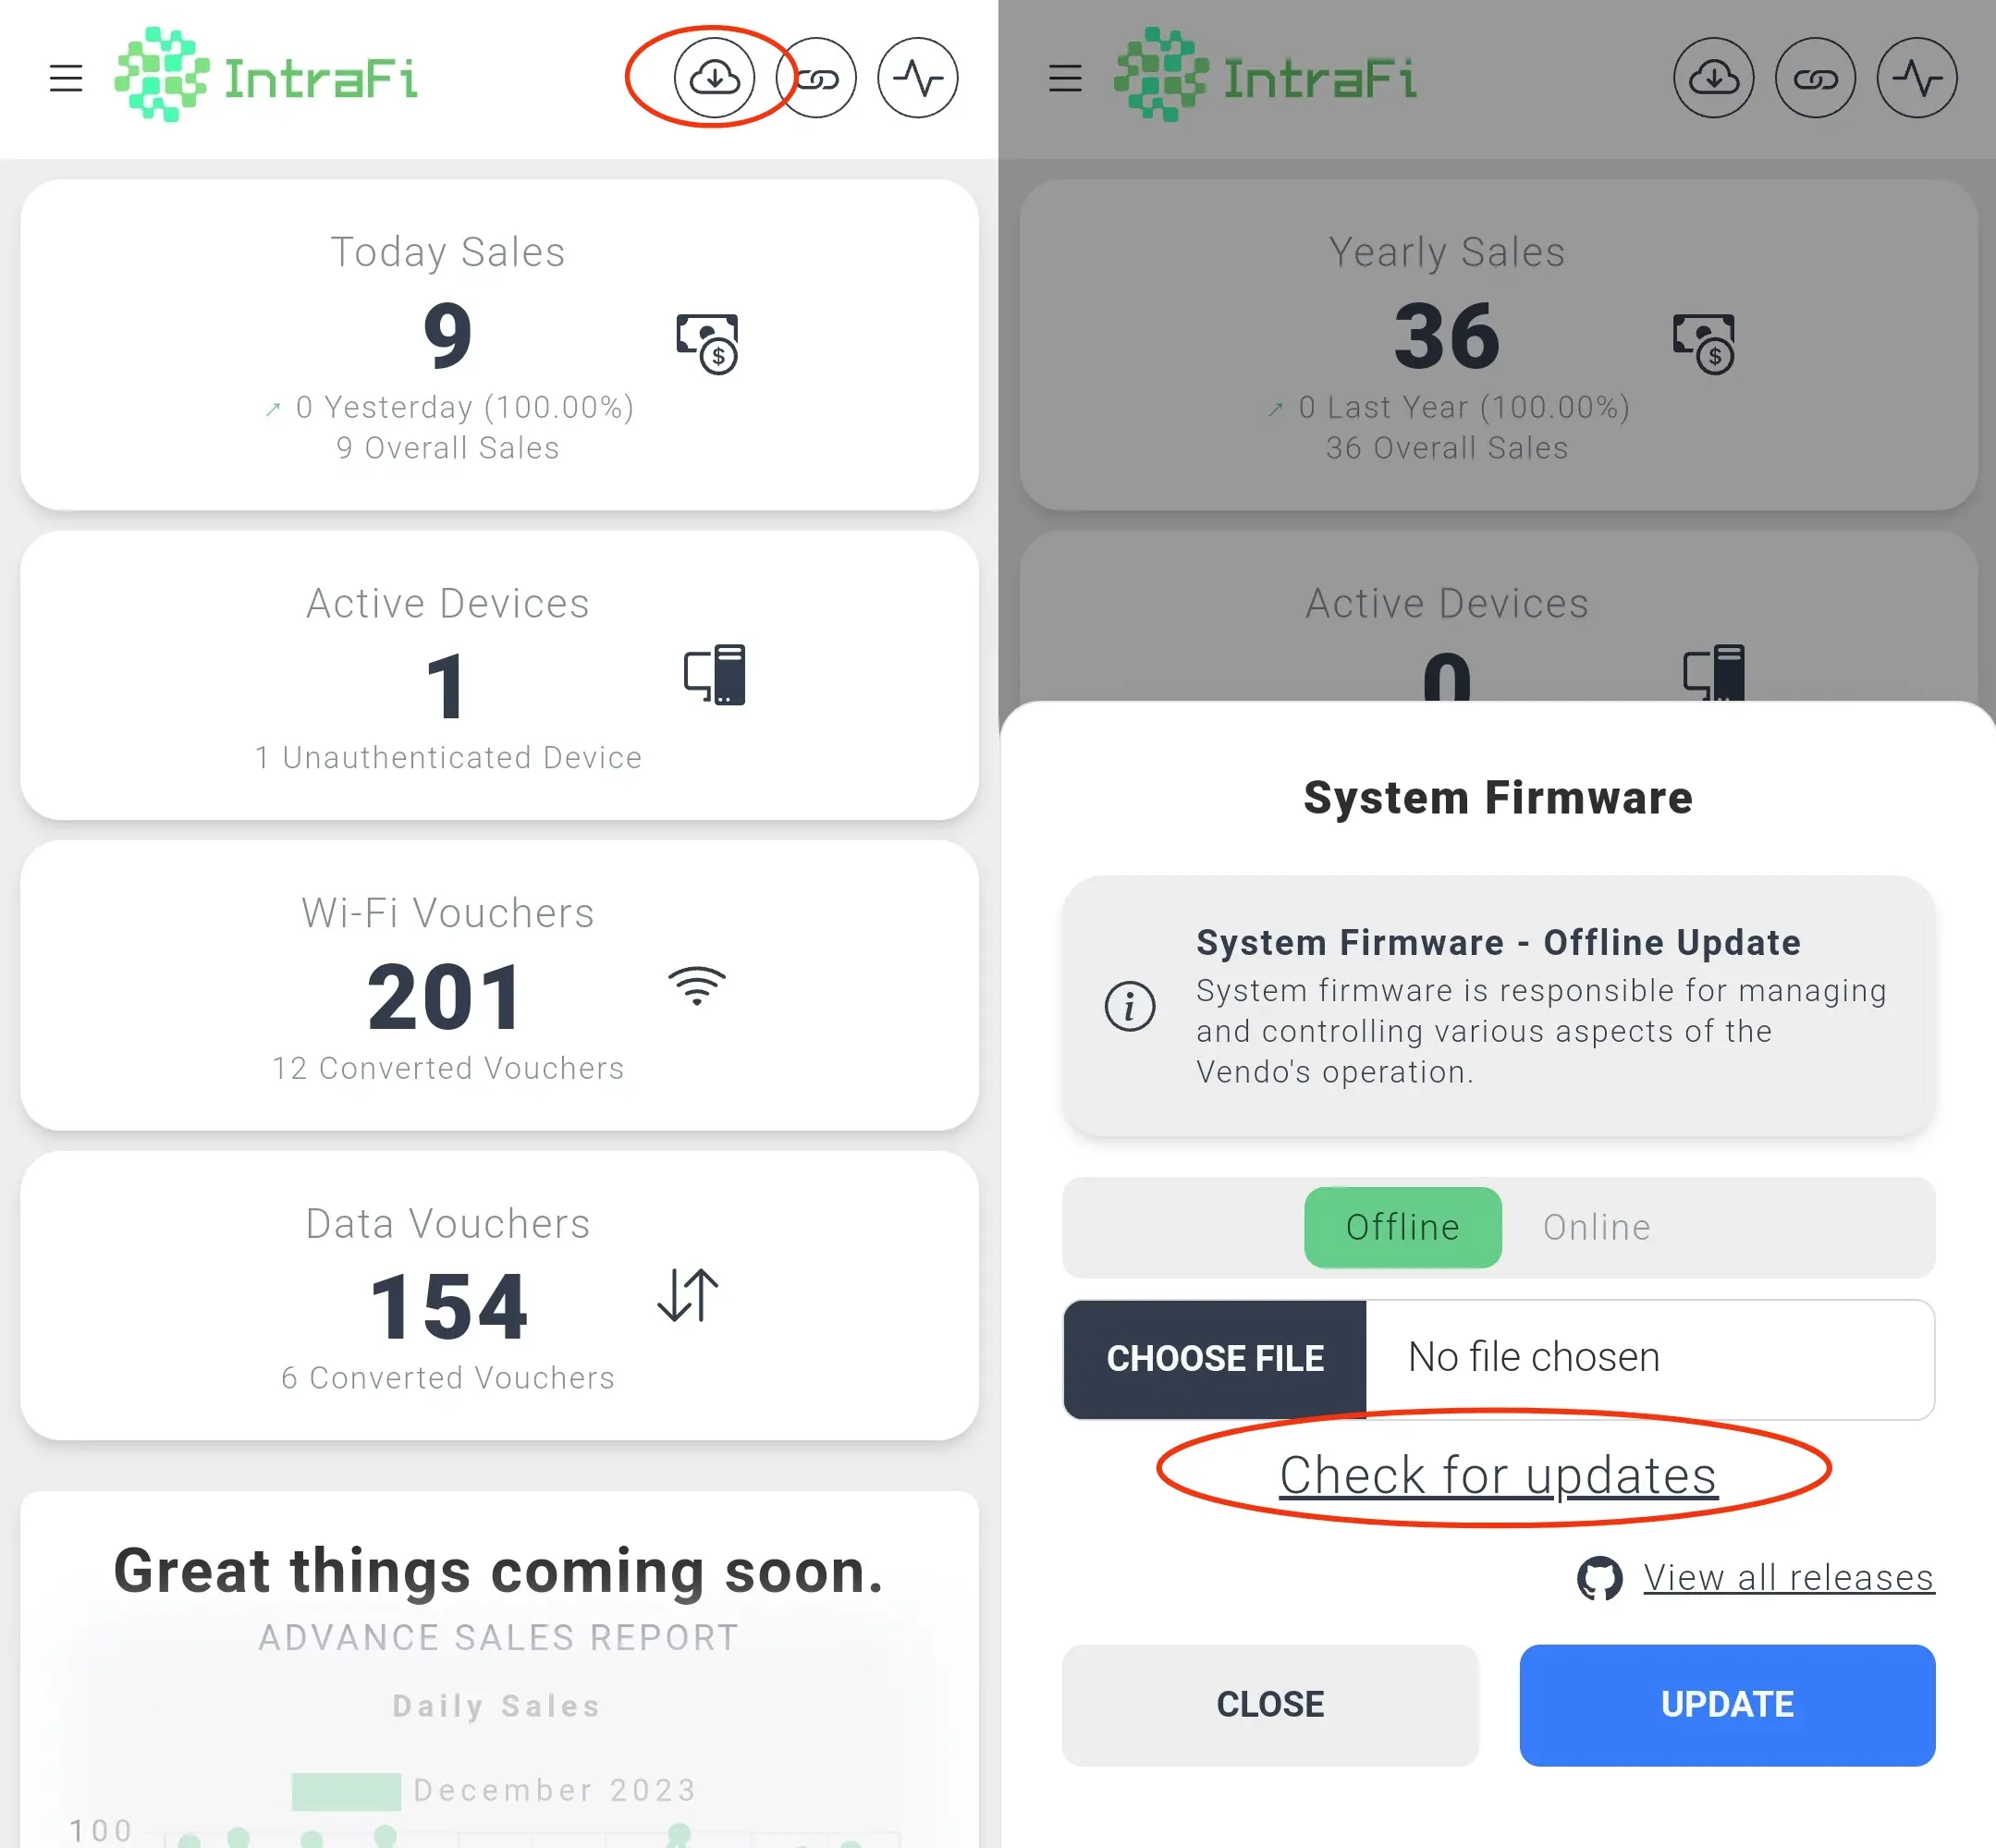 IntraFi
Today Sales
9
0 Yesterday (100.00%)
9 Overall Sales
Active Devices
1
1 Unauthenticated Device
Wi-Fi Vouchers
201
12 Converted Vouchers
Data Vouchers
154
6 Converted Vouchers
Great things coming soon.
ADVANCE SALES REPORT
Daily Sales
December 2023
100
IntraFi
Yearly Sales
36
0 Last Year (100.00%)
36 Overall Sales
Active Devices
0
System Firmware
System Firmware - Offline Update
System firmware is responsible for managing
and controlling various aspects of the
Vendo's operation.
Offline Online
CHOOSE FILE No file chosen
Check for updates
View all releases
CLOSE UPDATE